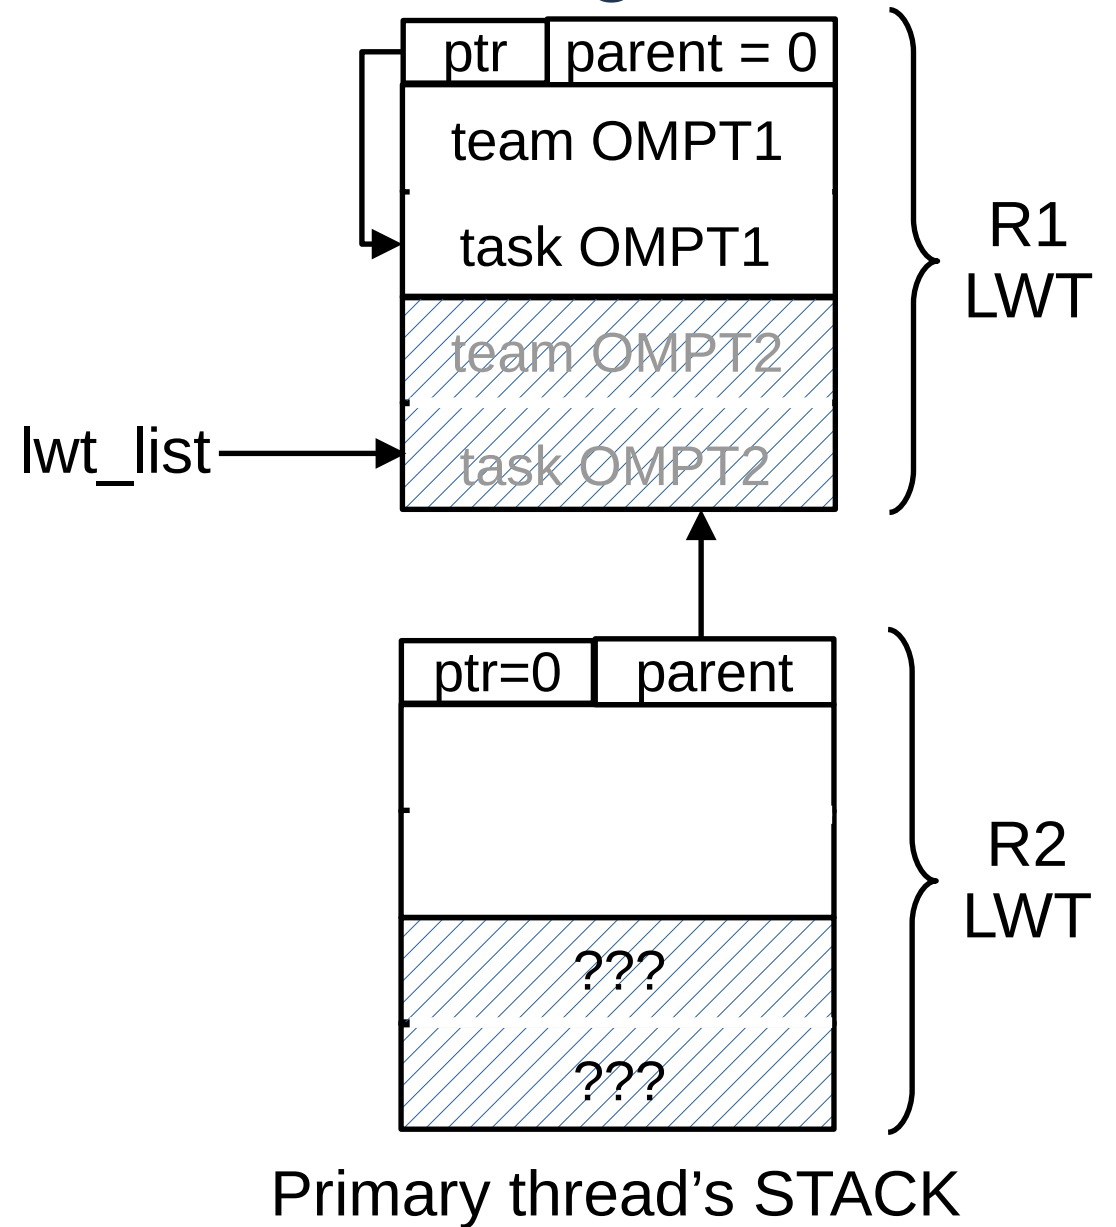 ptr
parent = 0
team OMPT1
task OMPT1
R1
LWT
team OMPT2
lwt_list
task OMPT2
ptr=0
parent
R2
LWT
???
???
Primary thread’s STACK